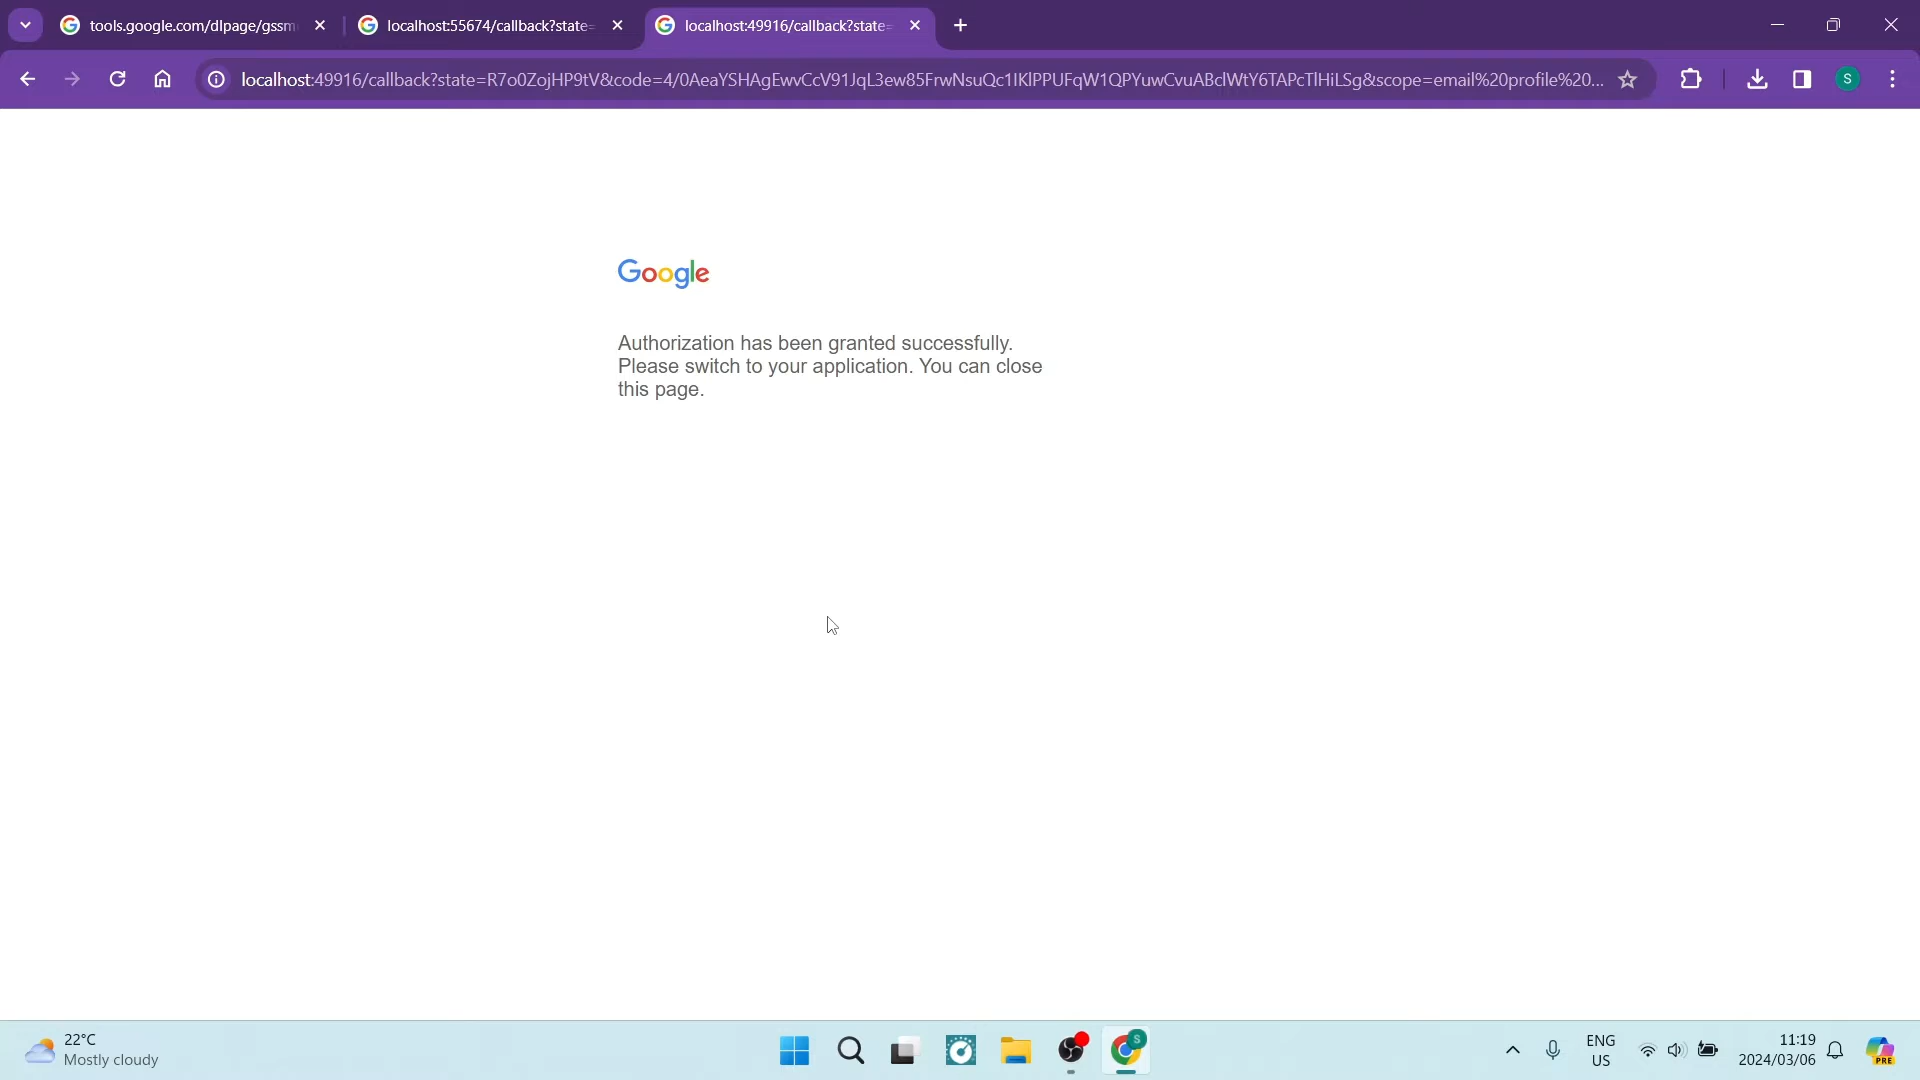 tools.google.com/dlpage/gssm
localhost:55674/callback?state=
localhost:49916/callback?state=
localhost:49916/callback?state=R7o0ZojHP9tV&code=4/0AeaYSHAgEwvCcV91JqL3ew85FrwNsuQc1IKlPPUFqW1QPYuwCvuABclWtY6TAPcTlHiLSg&scope=email%20profile%20...
S
Google
Authorization has been granted successfully.
Please switch to your application. You can close
this page.
22°C
Mostly cloudy
S
ENG
US
11:19
2024/03/06
PRE